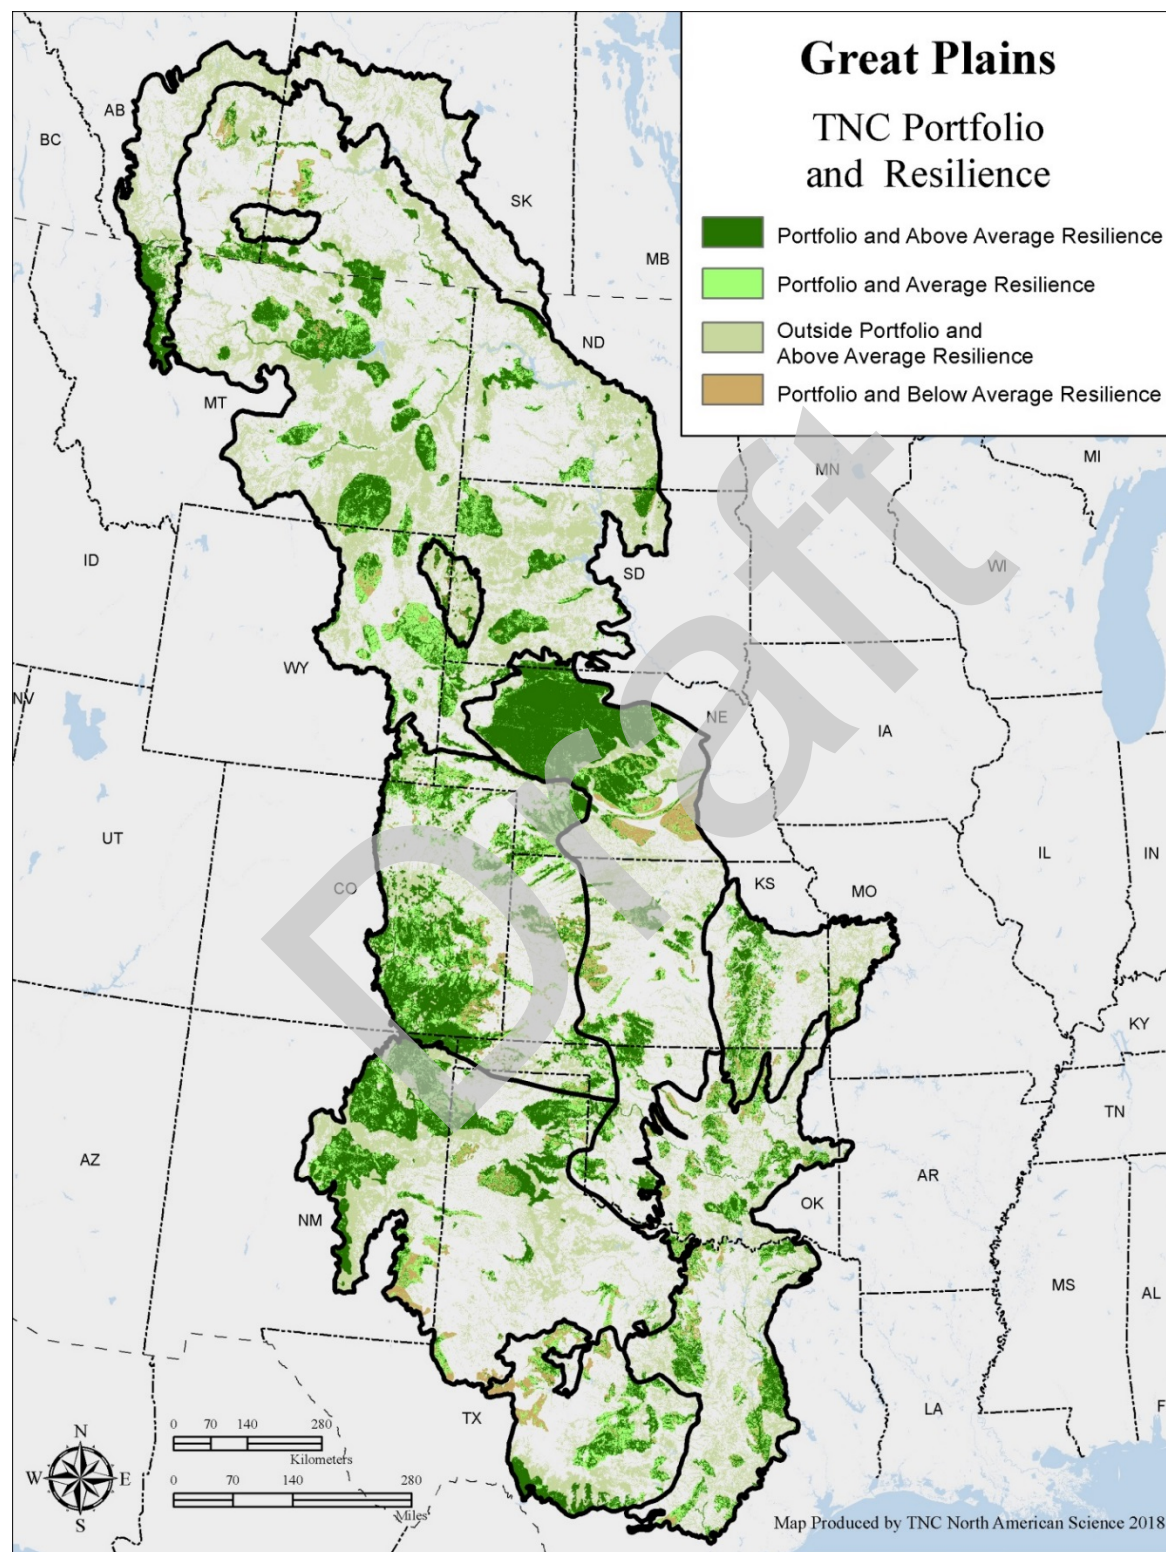 Great Plains
TNC Portfolio
and Resilience
Portfolio and Above Average Resilience
Portfolio and Average Resilience
Outside Portfolio and
Above Average Resilience
Portfolio and Below Average Resilience
AB
BC
SK
MB
ND
MT
MN
MI
ID
SD
WI
WY
NV
NE
IA
UT
IL
IN
CO
KS
MO
KY
TN
AZ
AR
OK
NM
MS
AL
LA
TX
F
Draft
N
W E
S
0 70 140 280
Kilometers
0 70 140 280
Miles
Map Produced by TNC North American Science 2018